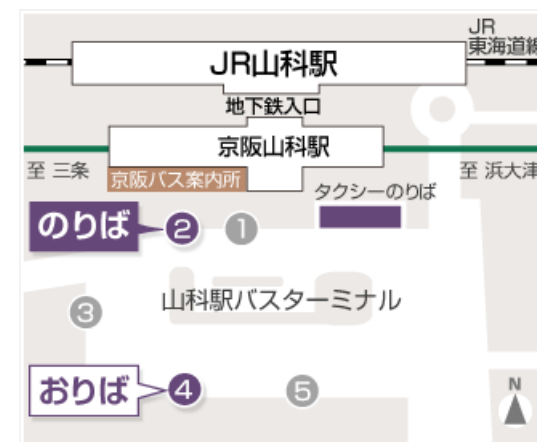 JR
東海道線
JR山科駅
地下鉄入口
京阪山科駅
至 三条
京阪バス案内所
至 浜大津
タクシーのりば
のりば
2
1
山科駅バスターミナル
3
おりば
4
5
N